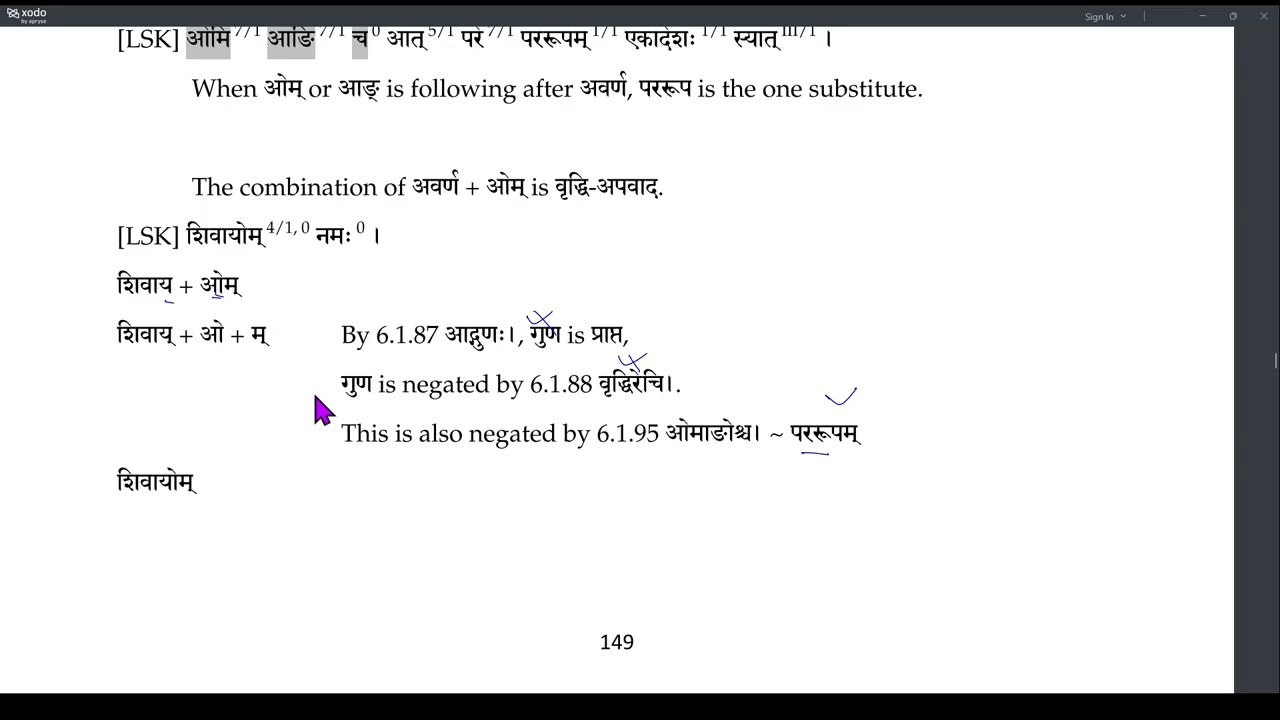 xodo
by apryse
Sign In
[LSK] ओमि 7/1 आङि 7/1 च 0 आत् 5/1 परे 7/1 पररूपम् 1/1 एकादेशः 1/1 स्यात् III/1 ।
When ओम् or आङ् is following after अवर्ण, पररूप is the one substitute.
The combination of अवर्ण + ओम् is वृद्धि-अपवाद.
[LSK] शिवायोम् 4/1, 0 नमः 0 ।
शिवाय + ओम्
शिवाय् + ओ + म् By 6.1.87 आद्गुणः।, गुण is प्राप्त,
गुण is negated by 6.1.88 वृद्धिरेचि।.
This is also negated by 6.1.95 ओमाङोश्च। ~ पररूपम्
शिवायोम्
149